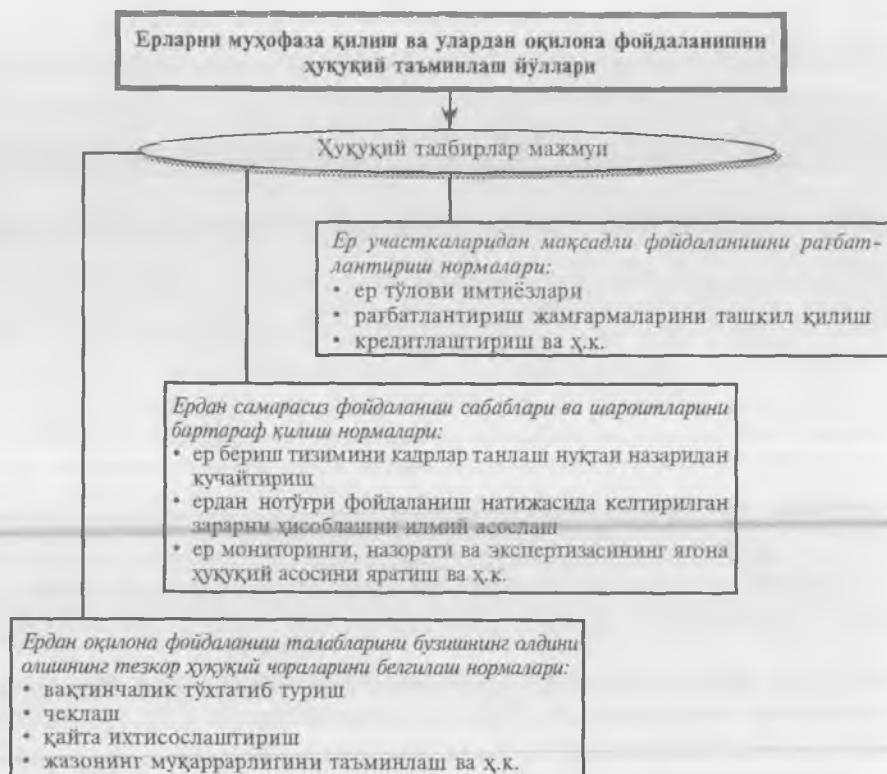 Ерларни муҳофаза қилиш ва улардан оқилона фойдаланишни
ҳуқуқий таъминлаш йўллари
Ҳуқуқий тадбирлар мажмуи
Ер участкаларидан мақсадли фойдаланишни рағбат-
лантириш нормалари:
• ер тўлови имтиёзлари
• рағбатлантириш жамғармаларини ташкил қилиш
• кредитлаштириш ва ҳ.к.
Ердан самарасиз фойдаланиш сабаблари ва шароитларини
бартараф қилиш нормалари:
• ер бериш тизимини кадрлар танлаш нуқтаи назаридан
кучайтириш
• ердан нотўғри фойдаланиш натижасида келтирилган
зарарни ҳисоблашни илмий асослаш
• ер мониторинги, назорати ва экспертизасининг ягона
ҳуқуқий асосини яратиш ва ҳ.к.
Ердан оқилона фойдаланиш талабларини бузишнинг олдини
олишнинг тезкор ҳуқуқий чораларини белгилаш нормалари:
• вақтинчалик тўхтатиб туриш
• чеклаш
• қайта ихтисослаштириш
• жазонинг муқаррарлигини таъминлаш ва ҳ.к.